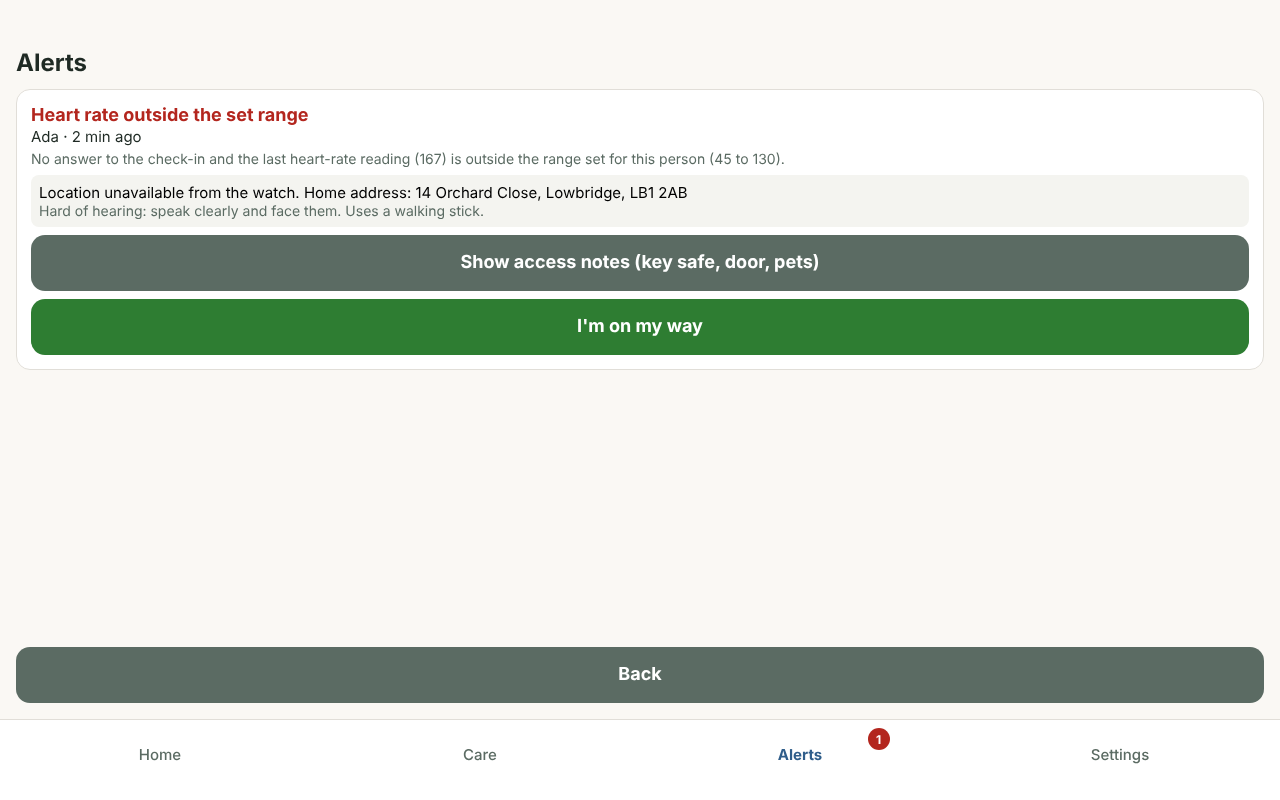 Alerts
Heart rate outside the set range
Ada · 2 min ago
No answer to the check-in and the last heart-rate reading (167) is outside the range set for this person (45 to 130).
Location unavailable from the watch. Home address: 14 Orchard Close, Lowbridge, LB1 2AB
Hard of hearing: speak clearly and face them. Uses a walking stick.
Show access notes (key safe, door, pets)
I'm on my way
Back
Home
Care
Alerts
1
Settings